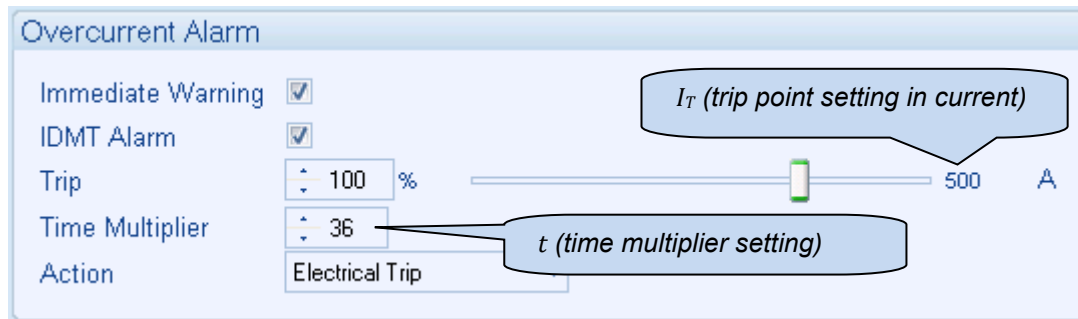 Overcurrent Alarm
Immediate Warning
I_T (trip point setting in current)
IDMT Alarm
Trip 100 % 500 A
Time Multiplier 36
t (time multiplier setting)
Action Electrical Trip